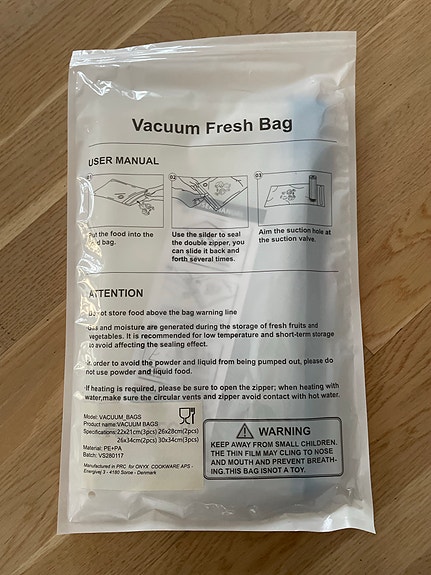 Vacuum Fresh Bag
USER MANUAL
01
02
03
Put the food into the
food bag.
Use the silder to seal
the double zipper, you
can slide it back and
forth several times.
Aim the suction hole at
the suction valve.
ATTENTION
Do not store food above the bag warning line
Gas and moisture are generated during the storage of fresh fruits and
vegetables. It is recommended for low temperature and short-term storage
to avoid affecting the sealing effect.
In order to avoid the powder and liquid from being pumped out, please do
not use powder and liquid food.
If heating is required, please be sure to open the zipper; when heating with
water,make sure the circular vents and zipper avoid contact with hot water.
Model: VACUUM_BAGS
Product name:VACUUM BAGS
Specifications:22x21cm(3pcs) 26x28cm(2pcs)
26x34cm(2pcs) 30x34cm(3pcs)
Material: PE+PA
Batch: VS280117
Manufactured in PRC for ONYX COOKWARE APS -
Energivej 3 - 4180 Soroe - Denmark
WARNING
KEEP AWAY FROM SMALL CHILDREN.
THE THIN FILM MAY CLING TO NOSE
AND MOUTH AND PREVENT BREATH-
ING.THIS BAG ISNOT A TOY.